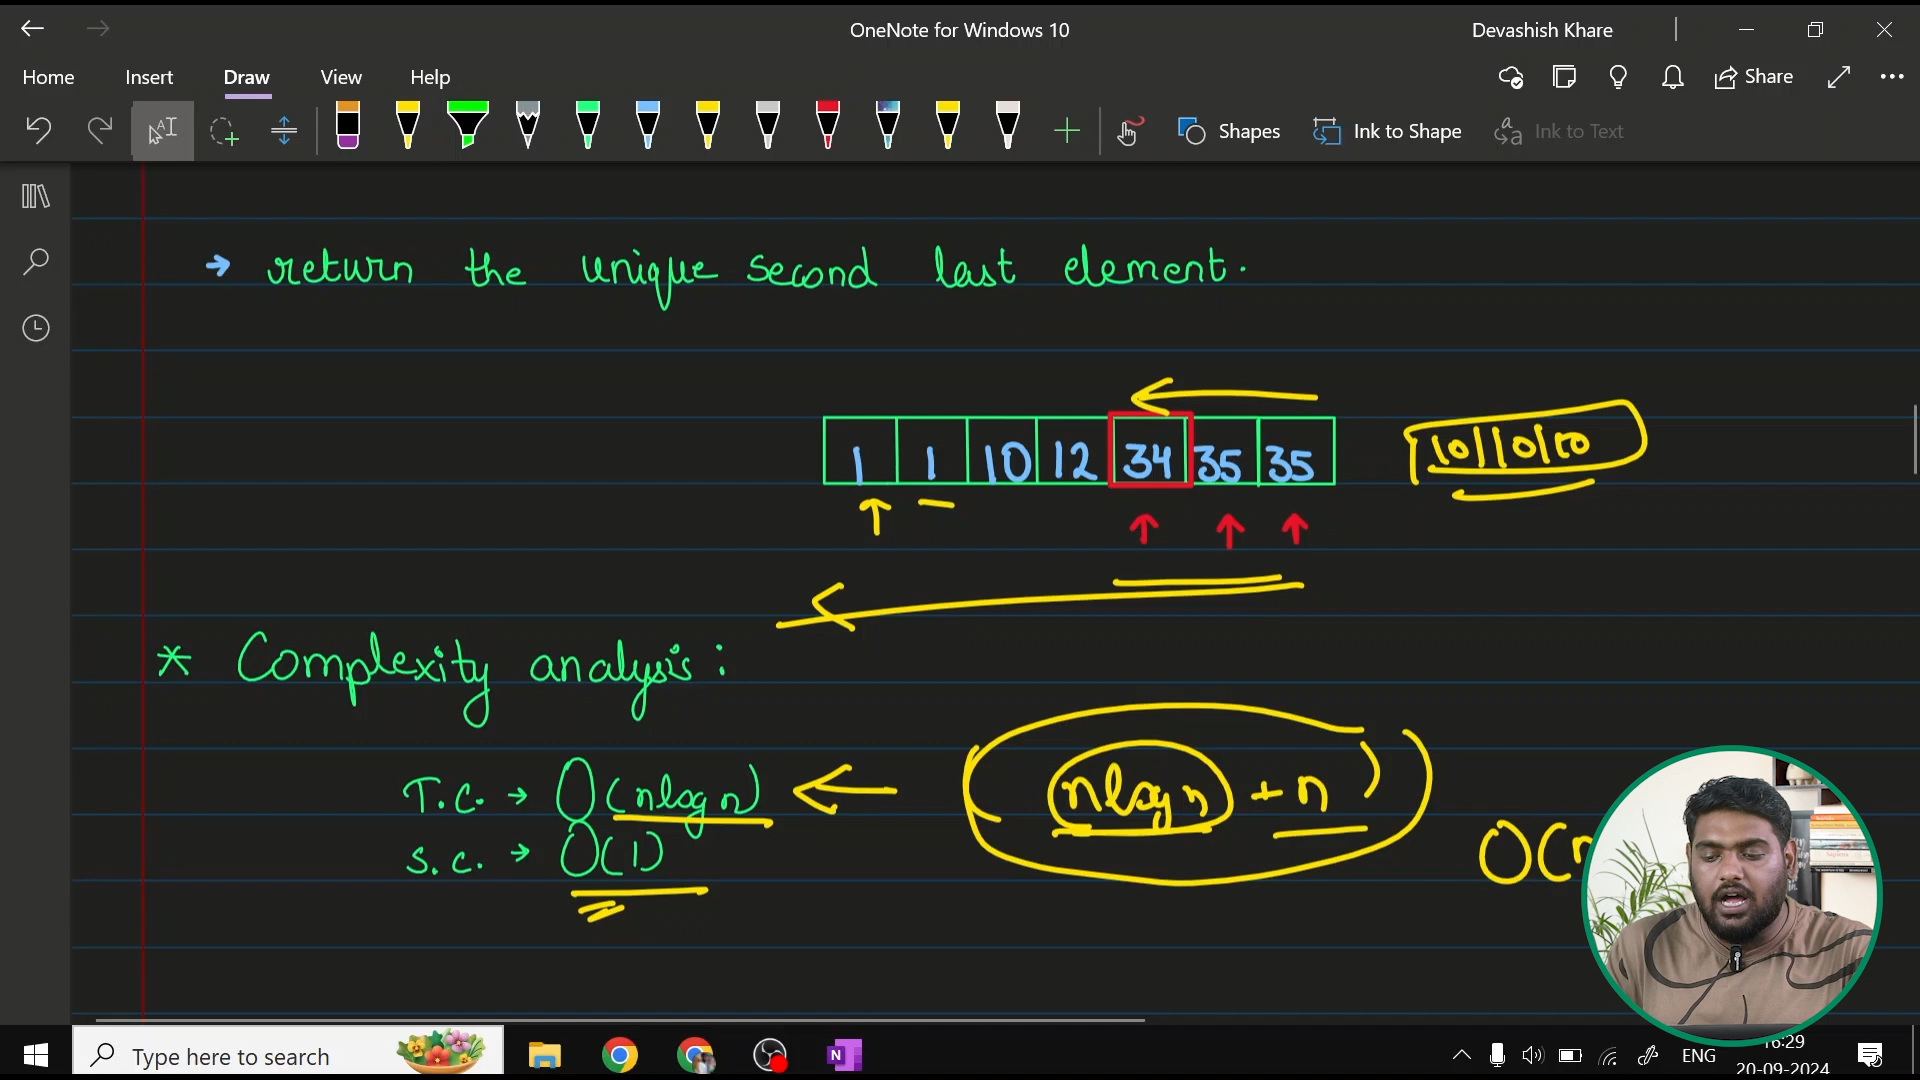 OneNote for Windows 10
Devashish Khare
Home Insert Draw View Help
Share
Shapes Ink to Shape Ink to Text
→ return the unique second last element.
1 1 10 12 34 35 35
10 10 10
* Complexity analysis:
T.C. → O(nlogn) ← (nlogn + n)
S.C. → O(1)
O(n
Type here to search
ENG
16:29
20-09-2024